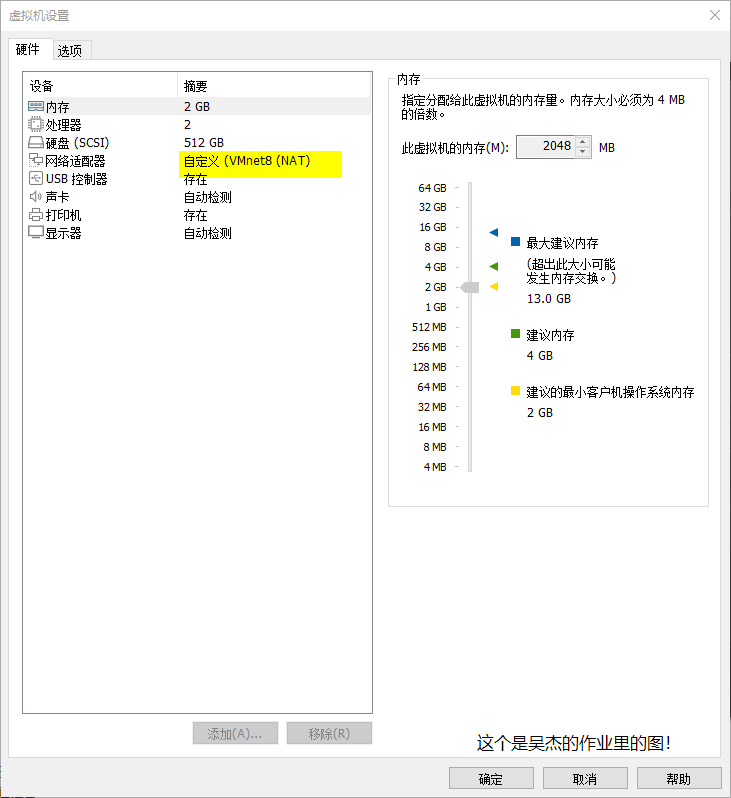 虚拟机设置
硬件 选项
设备 摘要
内存 2 GB
处理器 2
硬盘 (SCSI) 512 GB
网络适配器 自定义 (VMnet8 (NAT)
USB 控制器 存在
声卡 自动检测
打印机 存在
显示器 自动检测
添加(A)... 移除(R)
内存
指定分配给此虚拟机的内存量。内存大小必须为 4 MB
的倍数。
此虚拟机的内存(M): 2048 MB
64 GB
32 GB
16 GB
8 GB
4 GB
2 GB
1 GB
512 MB
256 MB
128 MB
64 MB
32 MB
16 MB
8 MB
4 MB
最大建议内存
(超出此大小可能
发生内存交换。)
13.0 GB
建议内存
4 GB
建议的最小客户机操作系统内存
2 GB
这个是吴杰的作业里的图!
确定 取消 帮助